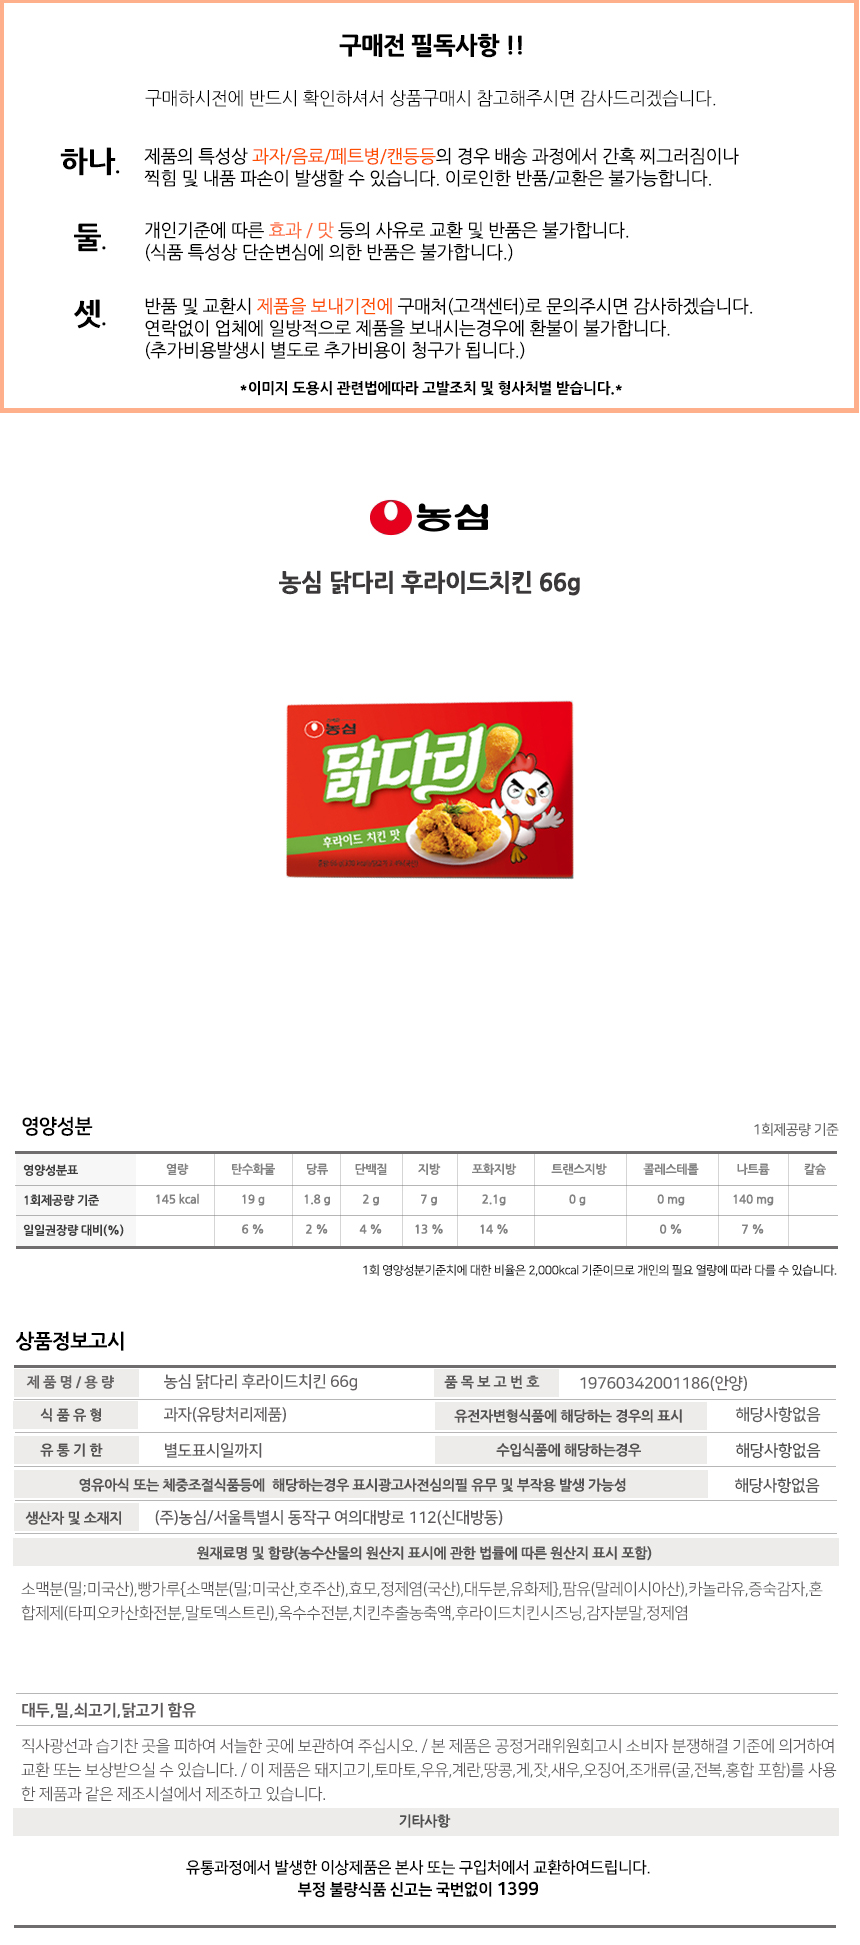 구매전 필독사항 !!
구매하시전에 반드시 확인하셔서 상품구매시 참고해주시면 감사드리겠습니다.
하나. 제품의 특성상 과자/음료/페트병/캔등등의 경우 배송 과정에서 간혹 찌그러짐이나
찍힘 및 내품 파손이 발생할 수 있습니다. 이로인한 반품/교환은 불가능합니다.
둘. 개인기준에 따른 효과 / 맛 등의 사유로 교환 및 반품은 불가합니다.
(식품 특성상 단순변심에 의한 반품은 불가합니다.)
셋. 반품 및 교환시 제품을 보내기전에 구매처(고객센터)로 문의주시면 감사하겠습니다.
연락없이 업체에 일방적으로 제품을 보내시는경우에 환불이 불가합니다.
(추가비용발생시 별도로 추가비용이 청구가 됩니다.)
*이미지 도용시 관련법에따라 고발조치 및 형사처벌 받습니다.*
농심
농심 닭다리 후라이드치킨 66g
농심
닭다리
후라이드 치킨 맛
영양성분
1회제공량 기준
영양성분표 열량 탄수화물 당류 단백질 지방 포화지방 트랜스지방 콜레스테롤 나트륨 칼슘
1회제공량 기준 145 kcal 19 g 1.8 g 2 g 7 g 2.1g 0 g 0 mg 140 mg
일일권장량 대비(%) 6 % 2 % 4 % 13 % 14 % 0 % 7 %
1회 영양성분기준치에 대한 비율은 2,000kcal 기준이므로 개인의 필요 열량에 따라 다를 수 있습니다.
상품정보고시
제 품 명 / 용 량 농심 닭다리 후라이드치킨 66g 품 목 보 고 번 호 19760342001186(안양)
식 품 유 형 과자(유탕처리제품) 유전자변형식품에 해당하는 경우의 표시 해당사항없음
유 통 기 한 별도표시일까지 수입식품에 해당하는경우 해당사항없음
영유아식 또는 체중조절식품등에 해당하는경우 표시광고사전심의필 유무 및 부작용 발생 가능성 해당사항없음
생산자 및 소재지 (주)농심/서울특별시 동작구 여의대방로 112(신대방동)
원재료명 및 함량(농수산물의 원산지 표시에 관한 법률에 따른 원산지 표시 포함)
소맥분(밀;미국산),빵가루{소맥분(밀;미국산,호주산),효모,정제염(국산),대두분,유화제},팜유(말레이시아산),카놀라유,증숙감자,혼
합제제(타피오카산화전분,말토덱스트린),옥수수전분,치킨추출농축액,후라이드치킨시즈닝,감자분말,정제염
대두,밀,쇠고기,닭고기 함유
직사광선과 습기찬 곳을 피하여 서늘한 곳에 보관하여 주십시오. / 본 제품은 공정거래위원회고시 소비자 분쟁해결 기준에 의거하여
교환 또는 보상받으실 수 있습니다. / 이 제품은 돼지고기,토마토,우유,계란,땅콩,게,잣,새우,오징어,조개류(굴,전복,홍합 포함)를 사용
한 제품과 같은 제조시설에서 제조하고 있습니다.
기타사항
유통과정에서 발생한 이상제품은 본사 또는 구입처에서 교환하여드립니다.
부정 불량식품 신고는 국번없이 1399